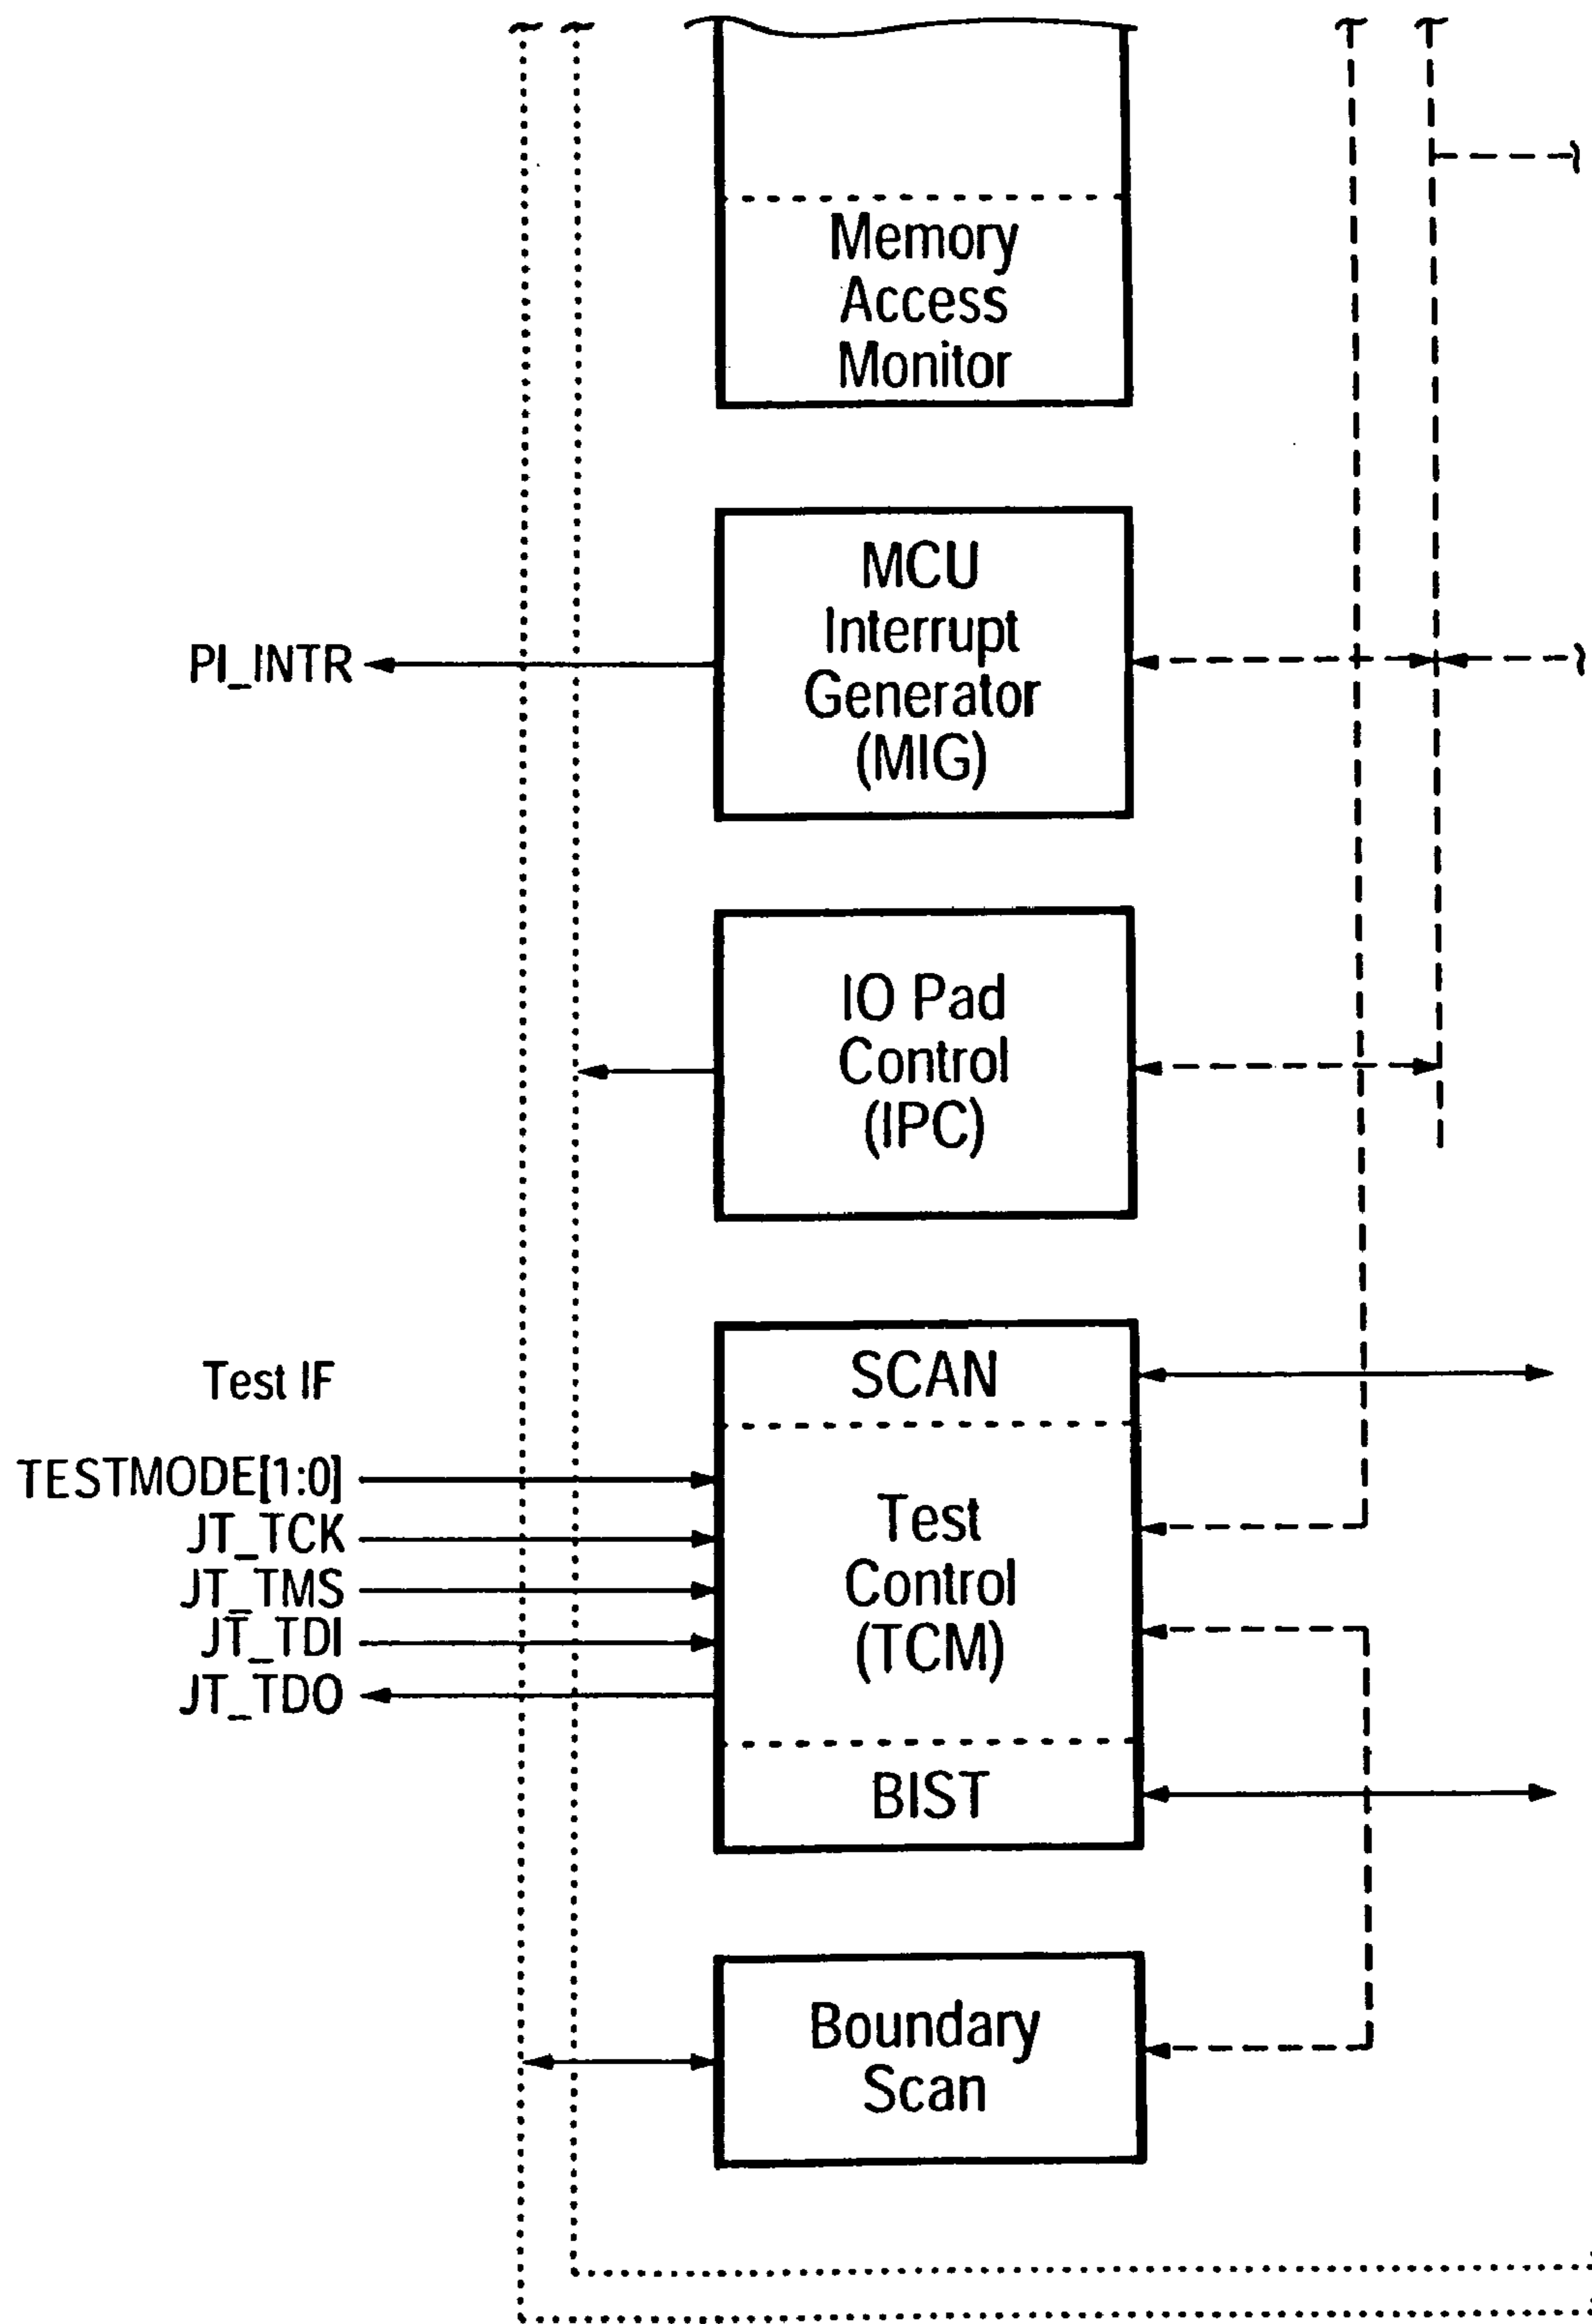 Memory
Access
Monitor
MCU
Interrupt
Generator
(MIG)
PI_INTR
IO Pad
Control
(IPC)
Test IF
SCAN
TESTMODE[1:0]
JT_TCK
JT_TMS
JT_TDI
JT_TDO
Test
Control
(TCM)
BIST
Boundary
Scan